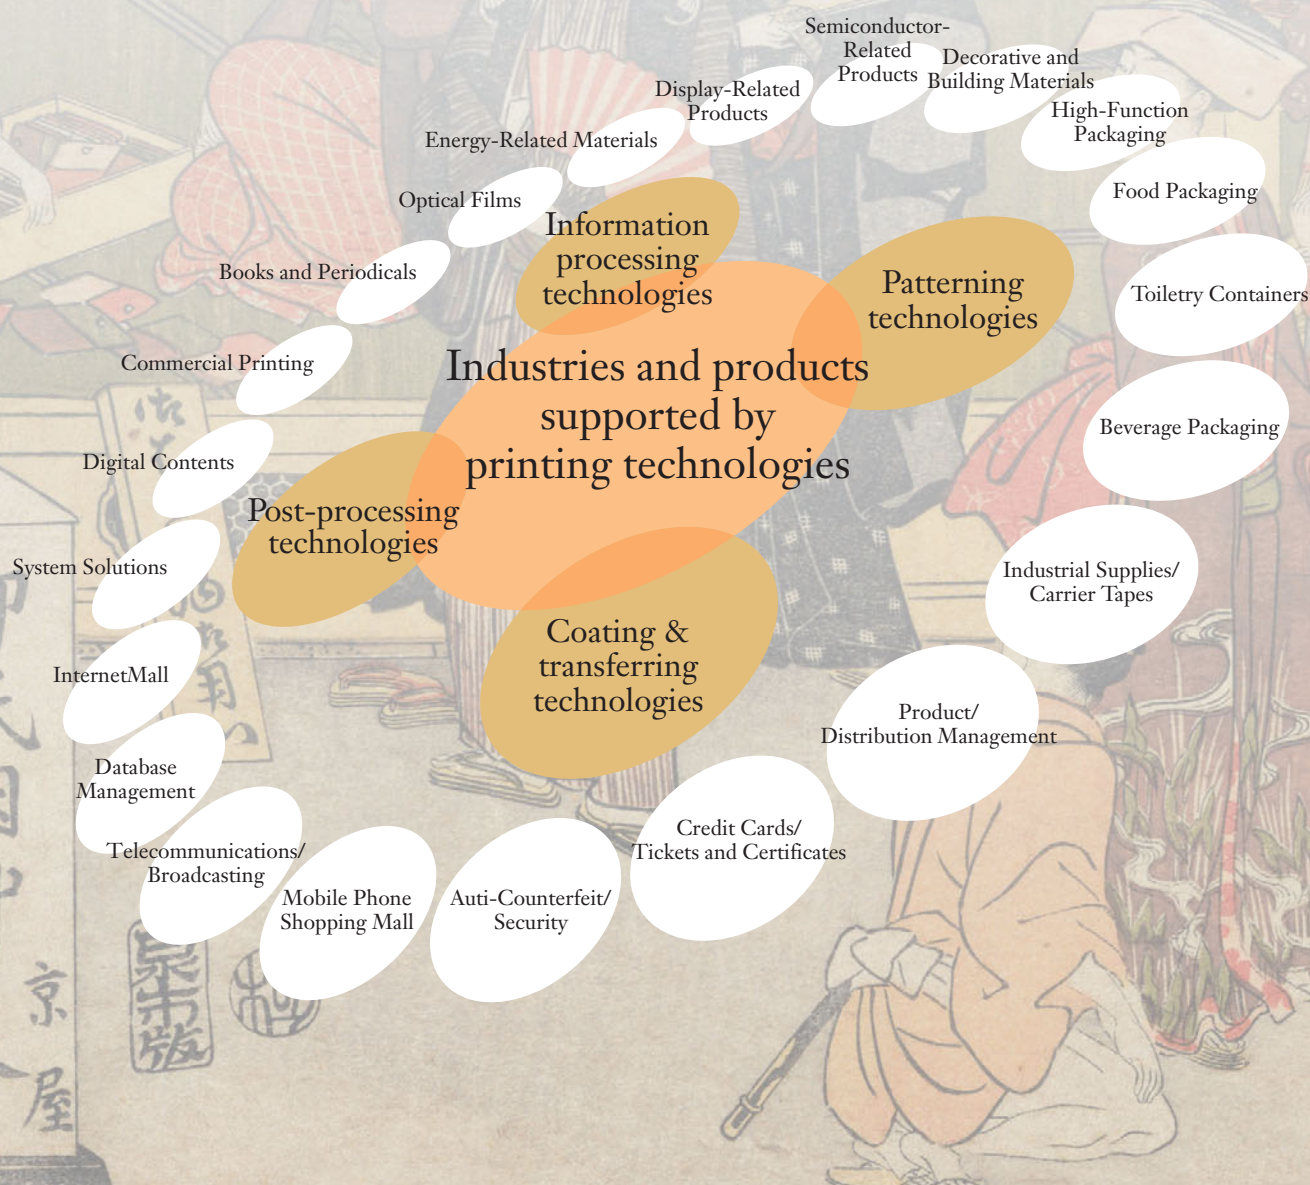 Semiconductor-
Related
Products
Decorative and
Building Materials
Display-Related
Products
High-Function
Packaging
Energy-Related Materials
Food Packaging
Optical Films
Information
processing
technologies
Books and Periodicals
Patterning
technologies
Toiletry Containers
Commercial Printing
Industries and products
supported by
printing technologies
Beverage Packaging
Digital Contents
Post-processing
technologies
System Solutions
Industrial Supplies/
Carrier Tapes
Coating &
transferring
technologies
InternetMall
Product/
Distribution Management
Database
Management
Credit Cards/
Tickets and Certificates
Telecommunications/
Broadcasting
Mobile Phone
Shopping Mall
Auti-Counterfeit/
Security
京
屋